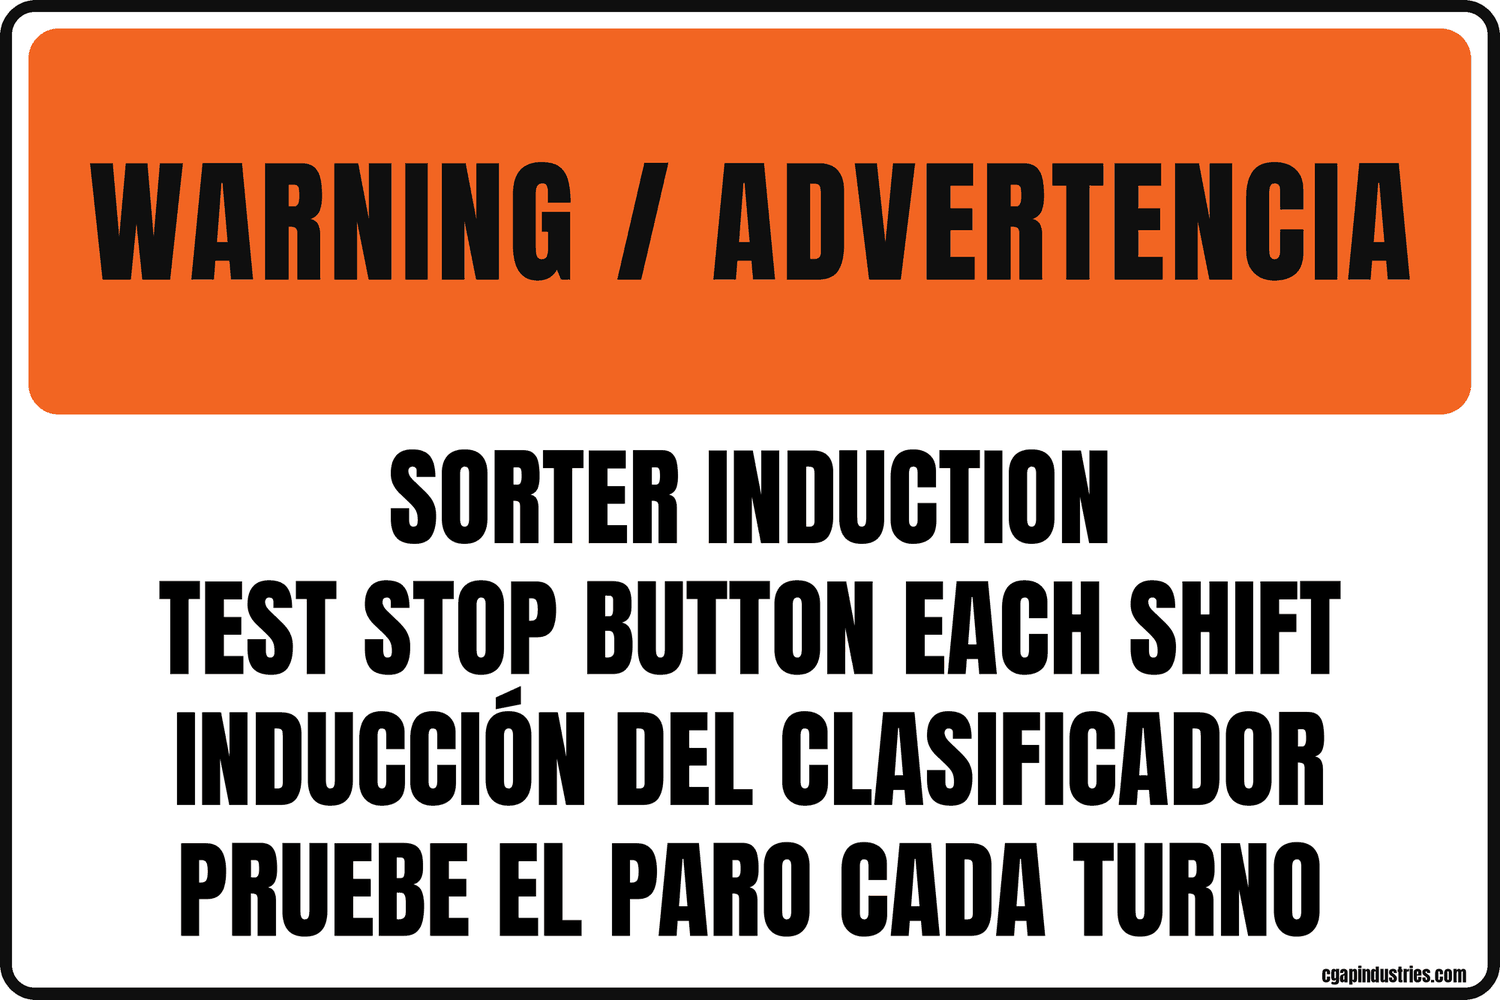 WARNING / ADVERTENCIA
SORTER INDUCTION
TEST STOP BUTTON EACH SHIFT
INDUCCIÓN DEL CLASIFICADOR
PRUEBE EL PARO CADA TURNO
cgapindustries.com